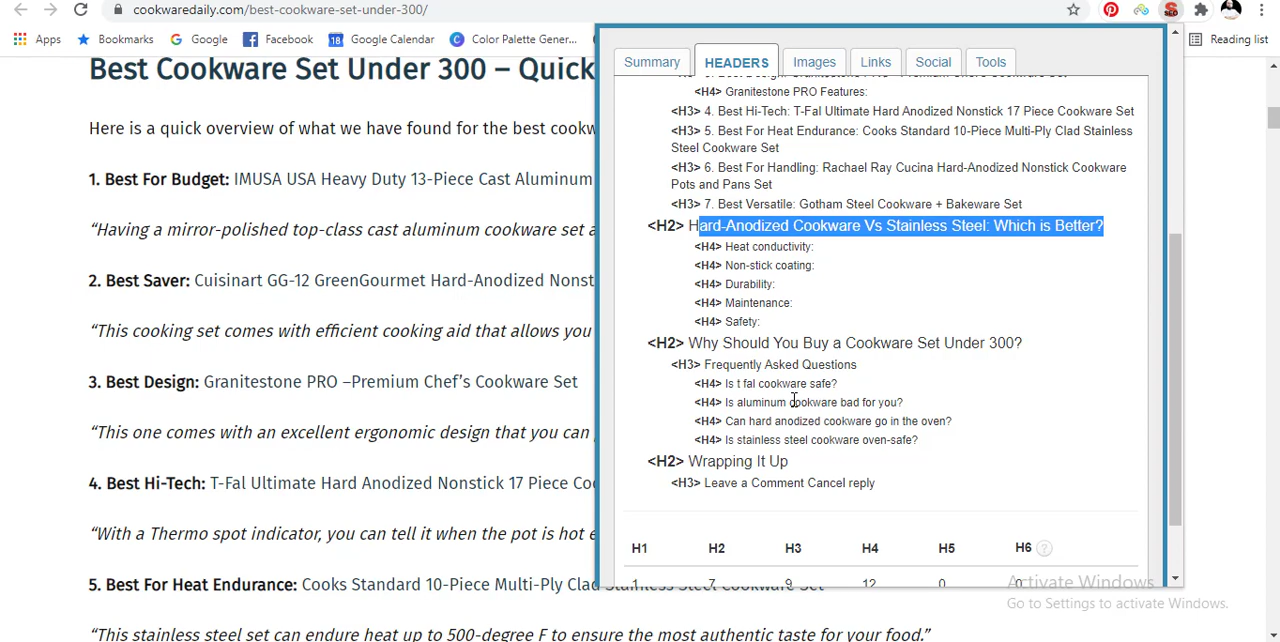 cookwaredaily.com/best-cookware-set-under-300/
Apps Bookmarks Google Facebook Google Calendar Color Palette Gener... Reading list
Best Cookware Set Under 300 – Quick
Here is a quick overview of what we have found for the best cookw
1. Best For Budget: IMUSA USA Heavy Duty 13-Piece Cast Aluminum
“Having a mirror-polished top-class cast aluminum cookware set a
2. Best Saver: Cuisinart GG-12 GreenGourmet Hard-Anodized Nonst
“This cooking set comes with efficient cooking aid that allows you
3. Best Design: Granitestone PRO –Premium Chef’s Cookware Set
“This one comes with an excellent ergonomic design that you can
4. Best Hi-Tech: T-Fal Ultimate Hard Anodized Nonstick 17 Piece Coo
“With a Thermo spot indicator, you can tell it when the pot is hot e
5. Best For Heat Endurance: Cooks Standard 10-Piece Multi-Ply Clad Stainless Steel Cookware Set
“This stainless steel set can endure heat up to 500-degree F to ensure the most authentic taste for your food.”
Summary HEADERS Images Links Social Tools
<H4> Granitestone PRO Features:
<H3> 4. Best Hi-Tech: T-Fal Ultimate Hard Anodized Nonstick 17 Piece Cookware Set
<H3> 5. Best For Heat Endurance: Cooks Standard 10-Piece Multi-Ply Clad Stainless
Steel Cookware Set
<H3> 6. Best For Handling: Rachael Ray Cucina Hard-Anodized Nonstick Cookware
Pots and Pans Set
<H3> 7. Best Versatile: Gotham Steel Cookware + Bakeware Set
<H2> Hard-Anodized Cookware Vs Stainless Steel: Which is Better?
<H4> Heat conductivity:
<H4> Non-stick coating:
<H4> Durability:
<H4> Maintenance:
<H4> Safety:
<H2> Why Should You Buy a Cookware Set Under 300?
<H3> Frequently Asked Questions
<H4> Is t fal cookware safe?
<H4> Is aluminum cookware bad for you?
<H4> Can hard anodized cookware go in the oven?
<H4> Is stainless steel cookware oven-safe?
<H2> Wrapping It Up
<H3> Leave a Comment Cancel reply
H1 H2 H3 H4 H5 H6 ?
1 7 9 12 0 0
Activate Windows
Go to Settings to activate Windows.